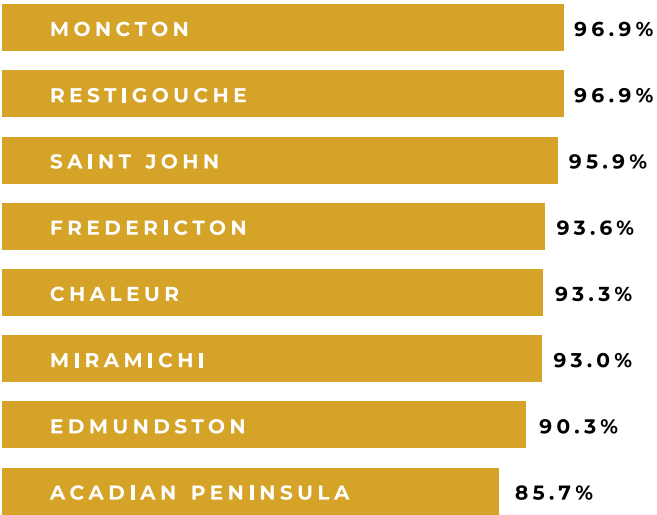 MONCTON 96.9%
RESTIGOUCHE 96.9%
SAINT JOHN 95.9%
FREDERICTON 93.6%
CHALEUR 93.3%
MIRAMICHI 93.0%
EDMUNDSTON 90.3%
ACADIAN PENINSULA 85.7%